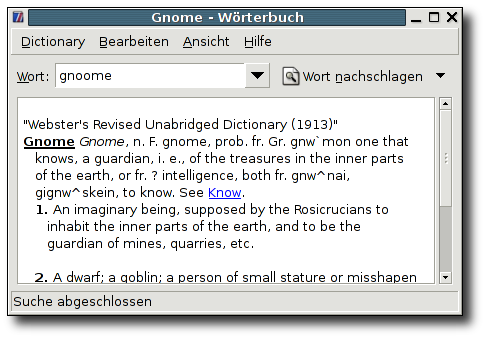 Gnome - Wörterbuch
Dictionary Bearbeiten Ansicht Hilfe
Wort: gnoome Wort nachschlagen
"Webster's Revised Unabridged Dictionary (1913)"
Gnome Gnome, n. F. gnome, prob. fr. Gr. gnw`mon one that
knows, a guardian, i. e., of the treasures in the inner parts
of the earth, or fr. ? intelligence, both fr. gnw^nai,
gignw^skein, to know. See Know.
1. An imaginary being, supposed by the Rosicrucians to
inhabit the inner parts of the earth, and to be the
guardian of mines, quarries, etc.
2. A dwarf; a goblin; a person of small stature or misshapen
Suche abgeschlossen